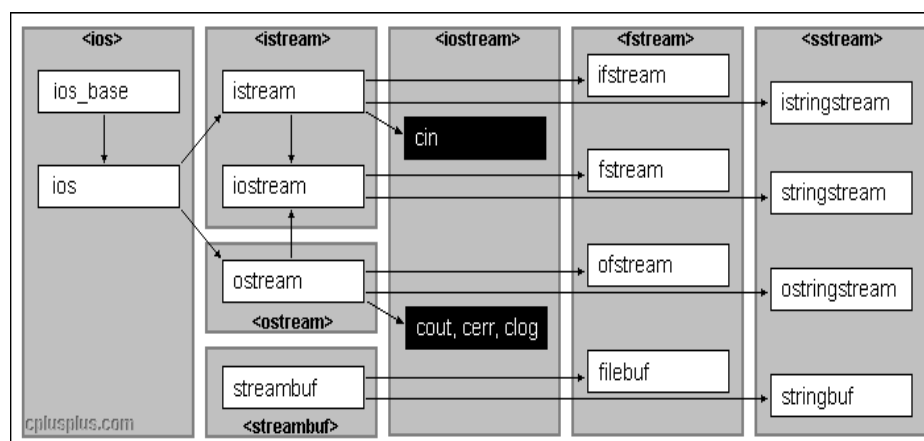 <ios>
ios_base
ios
cplusplus.com
<istream>
istream
iostream
ostream
<ostream>
streambuf
<streambuf>
<iostream>
cin
cout, cerr, clog
<fstream>
ifstream
fstream
ofstream
filebuf
<sstream>
istringstream
stringstream
ostringstream
stringbuf